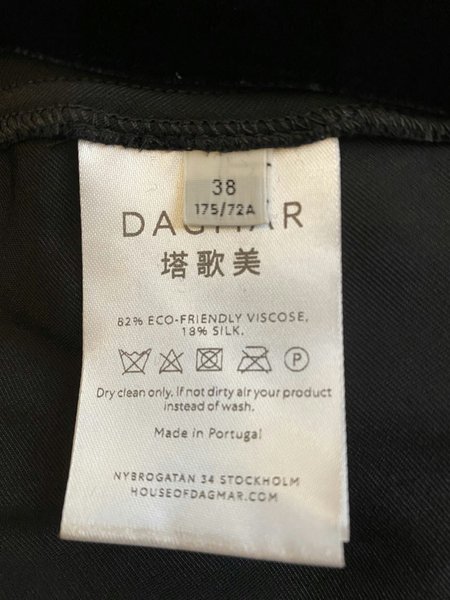 38
175/72A
DAGMAR
塔歌美
82% ECO-FRIENDLY VISCOSE,
18% SILK.
P
Dry clean only. If not dirty air your product
instead of wash.
Made in Portugal
NYBROGATAN 34 STOCKHOLM
HOUSEOFDAGMAR.COM